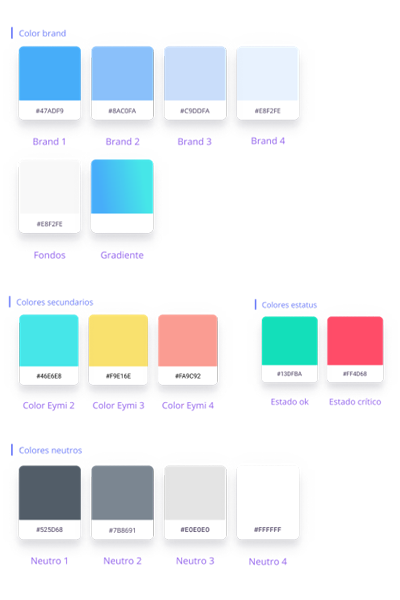 Color brand
#47ADF9 #8AC0FA #C9DDFA #E8F2FE
Brand 1 Brand 2 Brand 3 Brand 4
#E8F2FE
Fondos Gradiente
Colores secundarios Colores estatus
#46E6E8 #F9E16E #FA9C92 #13DFBA #FF4D68
Color Eymi 2 Color Eymi 3 Color Eymi 4 Estado ok Estado crítico
Colores neutros
#525D68 #7B8691 #E0E0E0 #FFFFFF
Neutro 1 Neutro 2 Neutro 3 Neutro 4